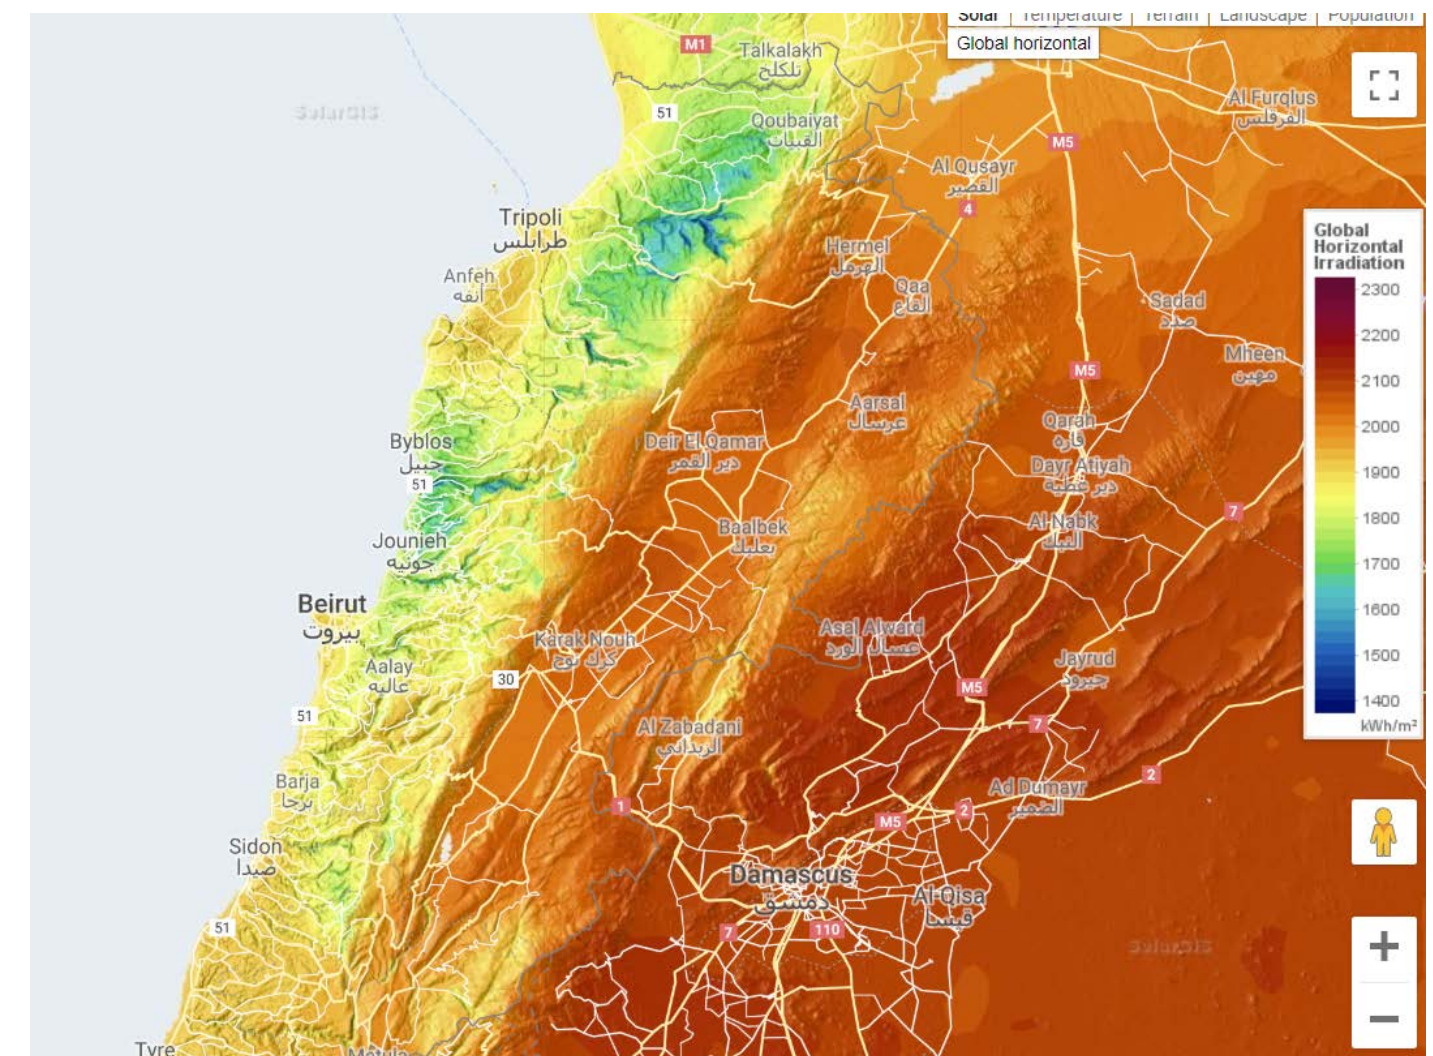 Solar
Temperature
Terrain
Landscape
Population
Global horizontal
M1
Talkalakh
تلكلخ
51
Qoubaiyat
القبيات
SolarGIS
Al Furqlus
الفرقلس
M5
Al Qusayr
القصير
4
Tripoli
طرابلس
Anfeh
أنفه
Hermel
الهرمل
Qaa
القاع
Sadad
صدد
Mheen
مهين
M5
Global
Horizontal
Irradiation
2300
2200
2100
2000
1900
1800
1700
1600
1500
1400
kWh/m²
Aarsal
عرسال
Qarah
قارة
Byblos
جبيل
Deir El Qamar
دير القمر
Dayr Atiyah
دير عطية
51
7
Baalbek
بعلبك
Al-Nabk
النبك
Jounieh
جونيه
Beirut
بيروت
Karak Nouh
كرك نوح
Asal Alward
عسال الورد
Aalay
عاليه
30
Jayrud
جيرود
M5
51
7
Al Zabadani
الزبداني
Barja
برجا
1
2
Ad Dumayr
الضمير
2
M5
Sidon
صيدا
Damascus
دمشق
Al-Qisa
قيسا
51
7
110
SolarGIS
Tyre
Metula